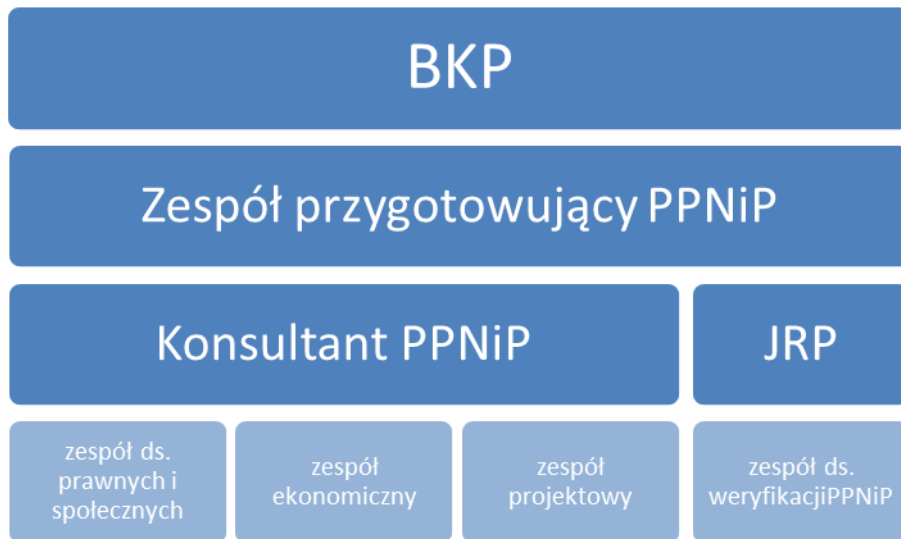 BKP
Zespół przygotowujący PPNiP
Konsultant PPNiP
JRP
zespół ds.
prawnych i
społecznych
zespół
ekonomiczny
zespół
projektowy
zespół ds.
weryfikacjiPPNiP